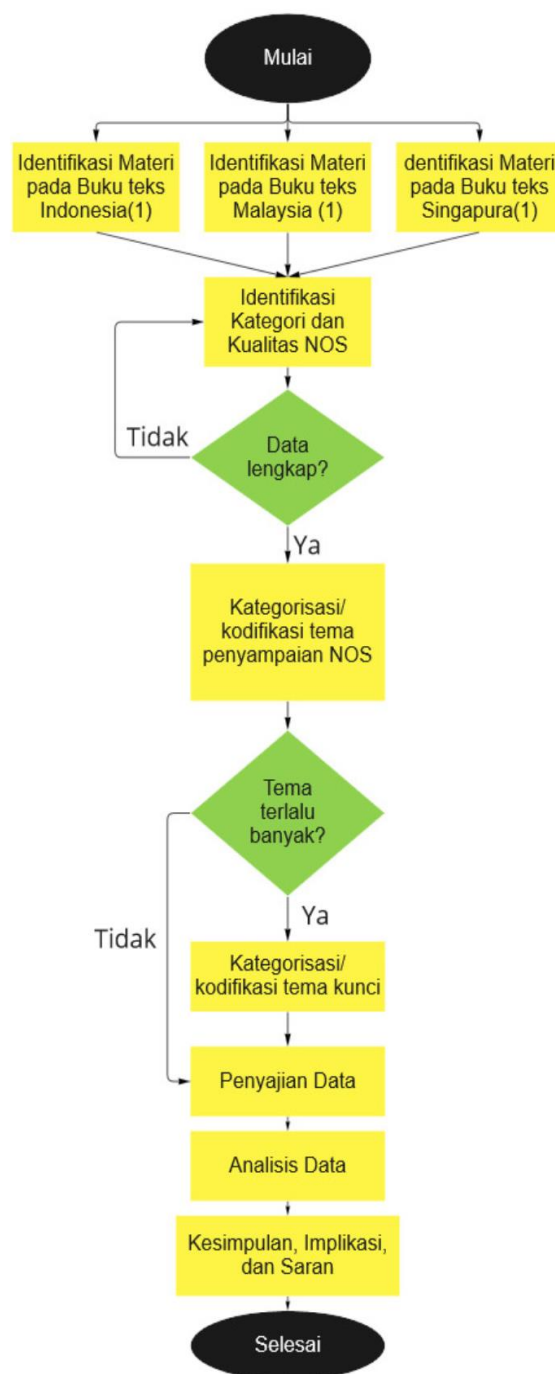 Mulai
Identifikasi Materi
pada Buku teks
Indonesia(1)
Identifikasi Materi
pada Buku teks
Malaysia (1)
dentifikasi Materi
pada Buku teks
Singapura(1)
Identifikasi
Kategori dan
Kualitas NOS
Tidak
Data
lengkap?
Ya
Kategorisasi/
kodifikasi tema
penyampaian NOS
Tema
terlalu
banyak?
Ya
Tidak
Kategorisasi/
kodifikasi tema kunci
Penyajian Data
Analisis Data
Kesimpulan, Implikasi,
dan Saran
Selesai